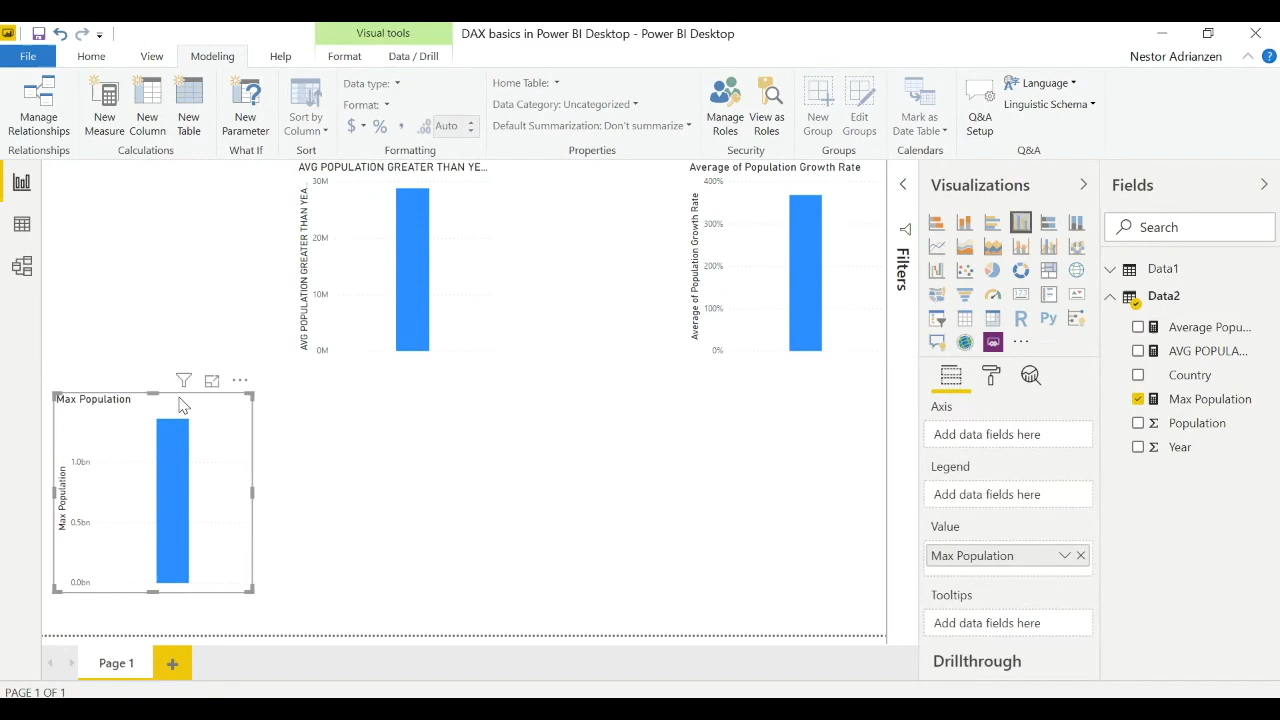 Visual tools
DAX basics in Power BI Desktop - Power BI Desktop
File
Home
View
Modeling
Help
Format
Data / Drill
Nestor Adrianzen
Manage
Relationships
Relationships
New
Measure
New
Column
New
Table
Calculations
New
Parameter
What If
Sort by
Column
Sort
Data type:
Format:
$ % , Auto
Formatting
Home Table:
Data Category: Uncategorized
Default Summarization: Don't summarize
Properties
Manage
Roles
View as
Roles
Security
New
Group
Edit
Groups
Groups
Mark as
Date Table
Calendars
Q&A
Setup
Language
Linguistic Schema
Q&A
AVG POPULATION GREATER THAN YE...
AVG POPULATION GREATER THAN YEA...
30M
20M
10M
0M
Average of Population Growth Rate
Average of Population Growth Rate
400%
300%
200%
100%
0%
Max Population
Max Population
1.0bn
0.5bn
0.0bn
Filters
Visualizations
R
Py
Axis
Add data fields here
Legend
Add data fields here
Value
Max Population
Tooltips
Add data fields here
Drillthrough
Fields
Search
Data1
Data2
Average Popu...
AVG POPULA...
Country
Max Population
Population
Year
Page 1
PAGE 1 OF 1